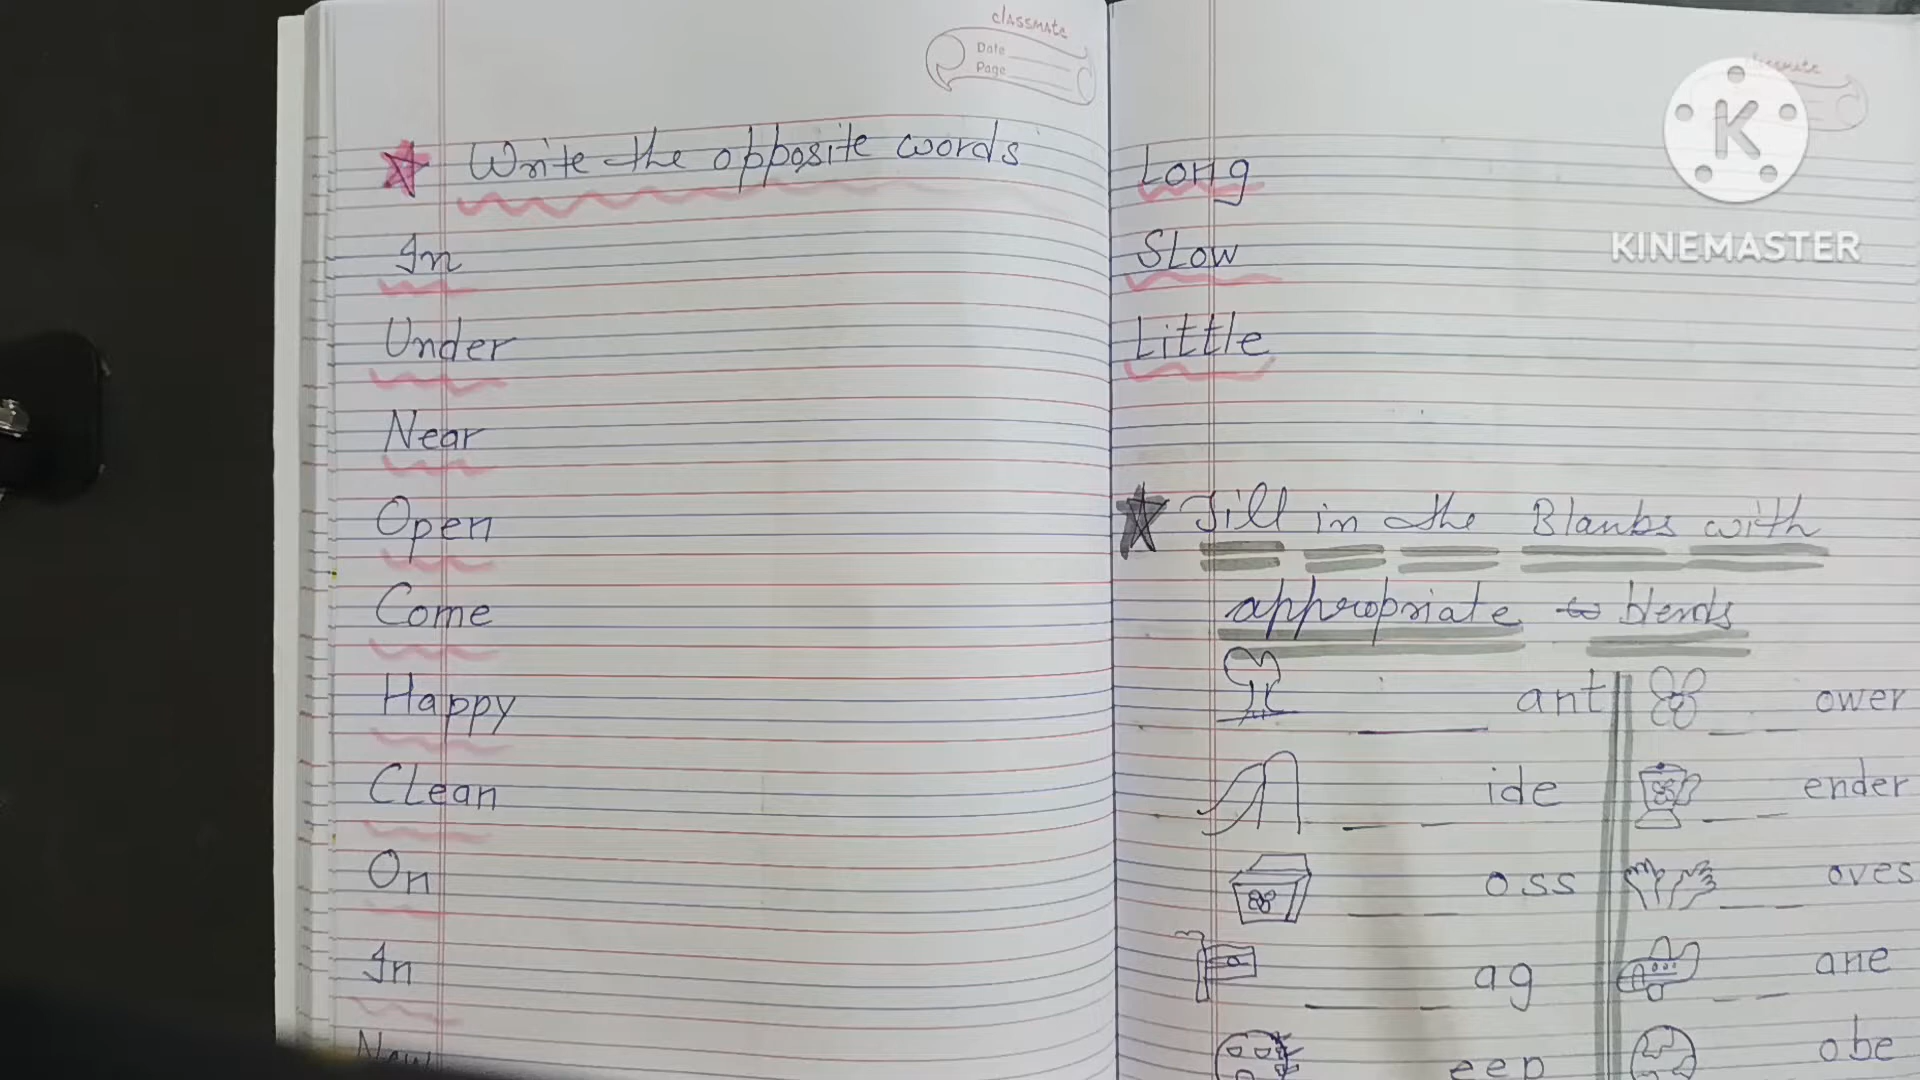 classmate
Date
Page
Write the opposite words
In
Under
Near
Open
Come
Happy
Clean
On
In
Long
Slow
Little
KINEMASTER
Fill in the Blanks with
appropriate to blends
ant ower
ide ender
oss oves
ag ane
eep obe